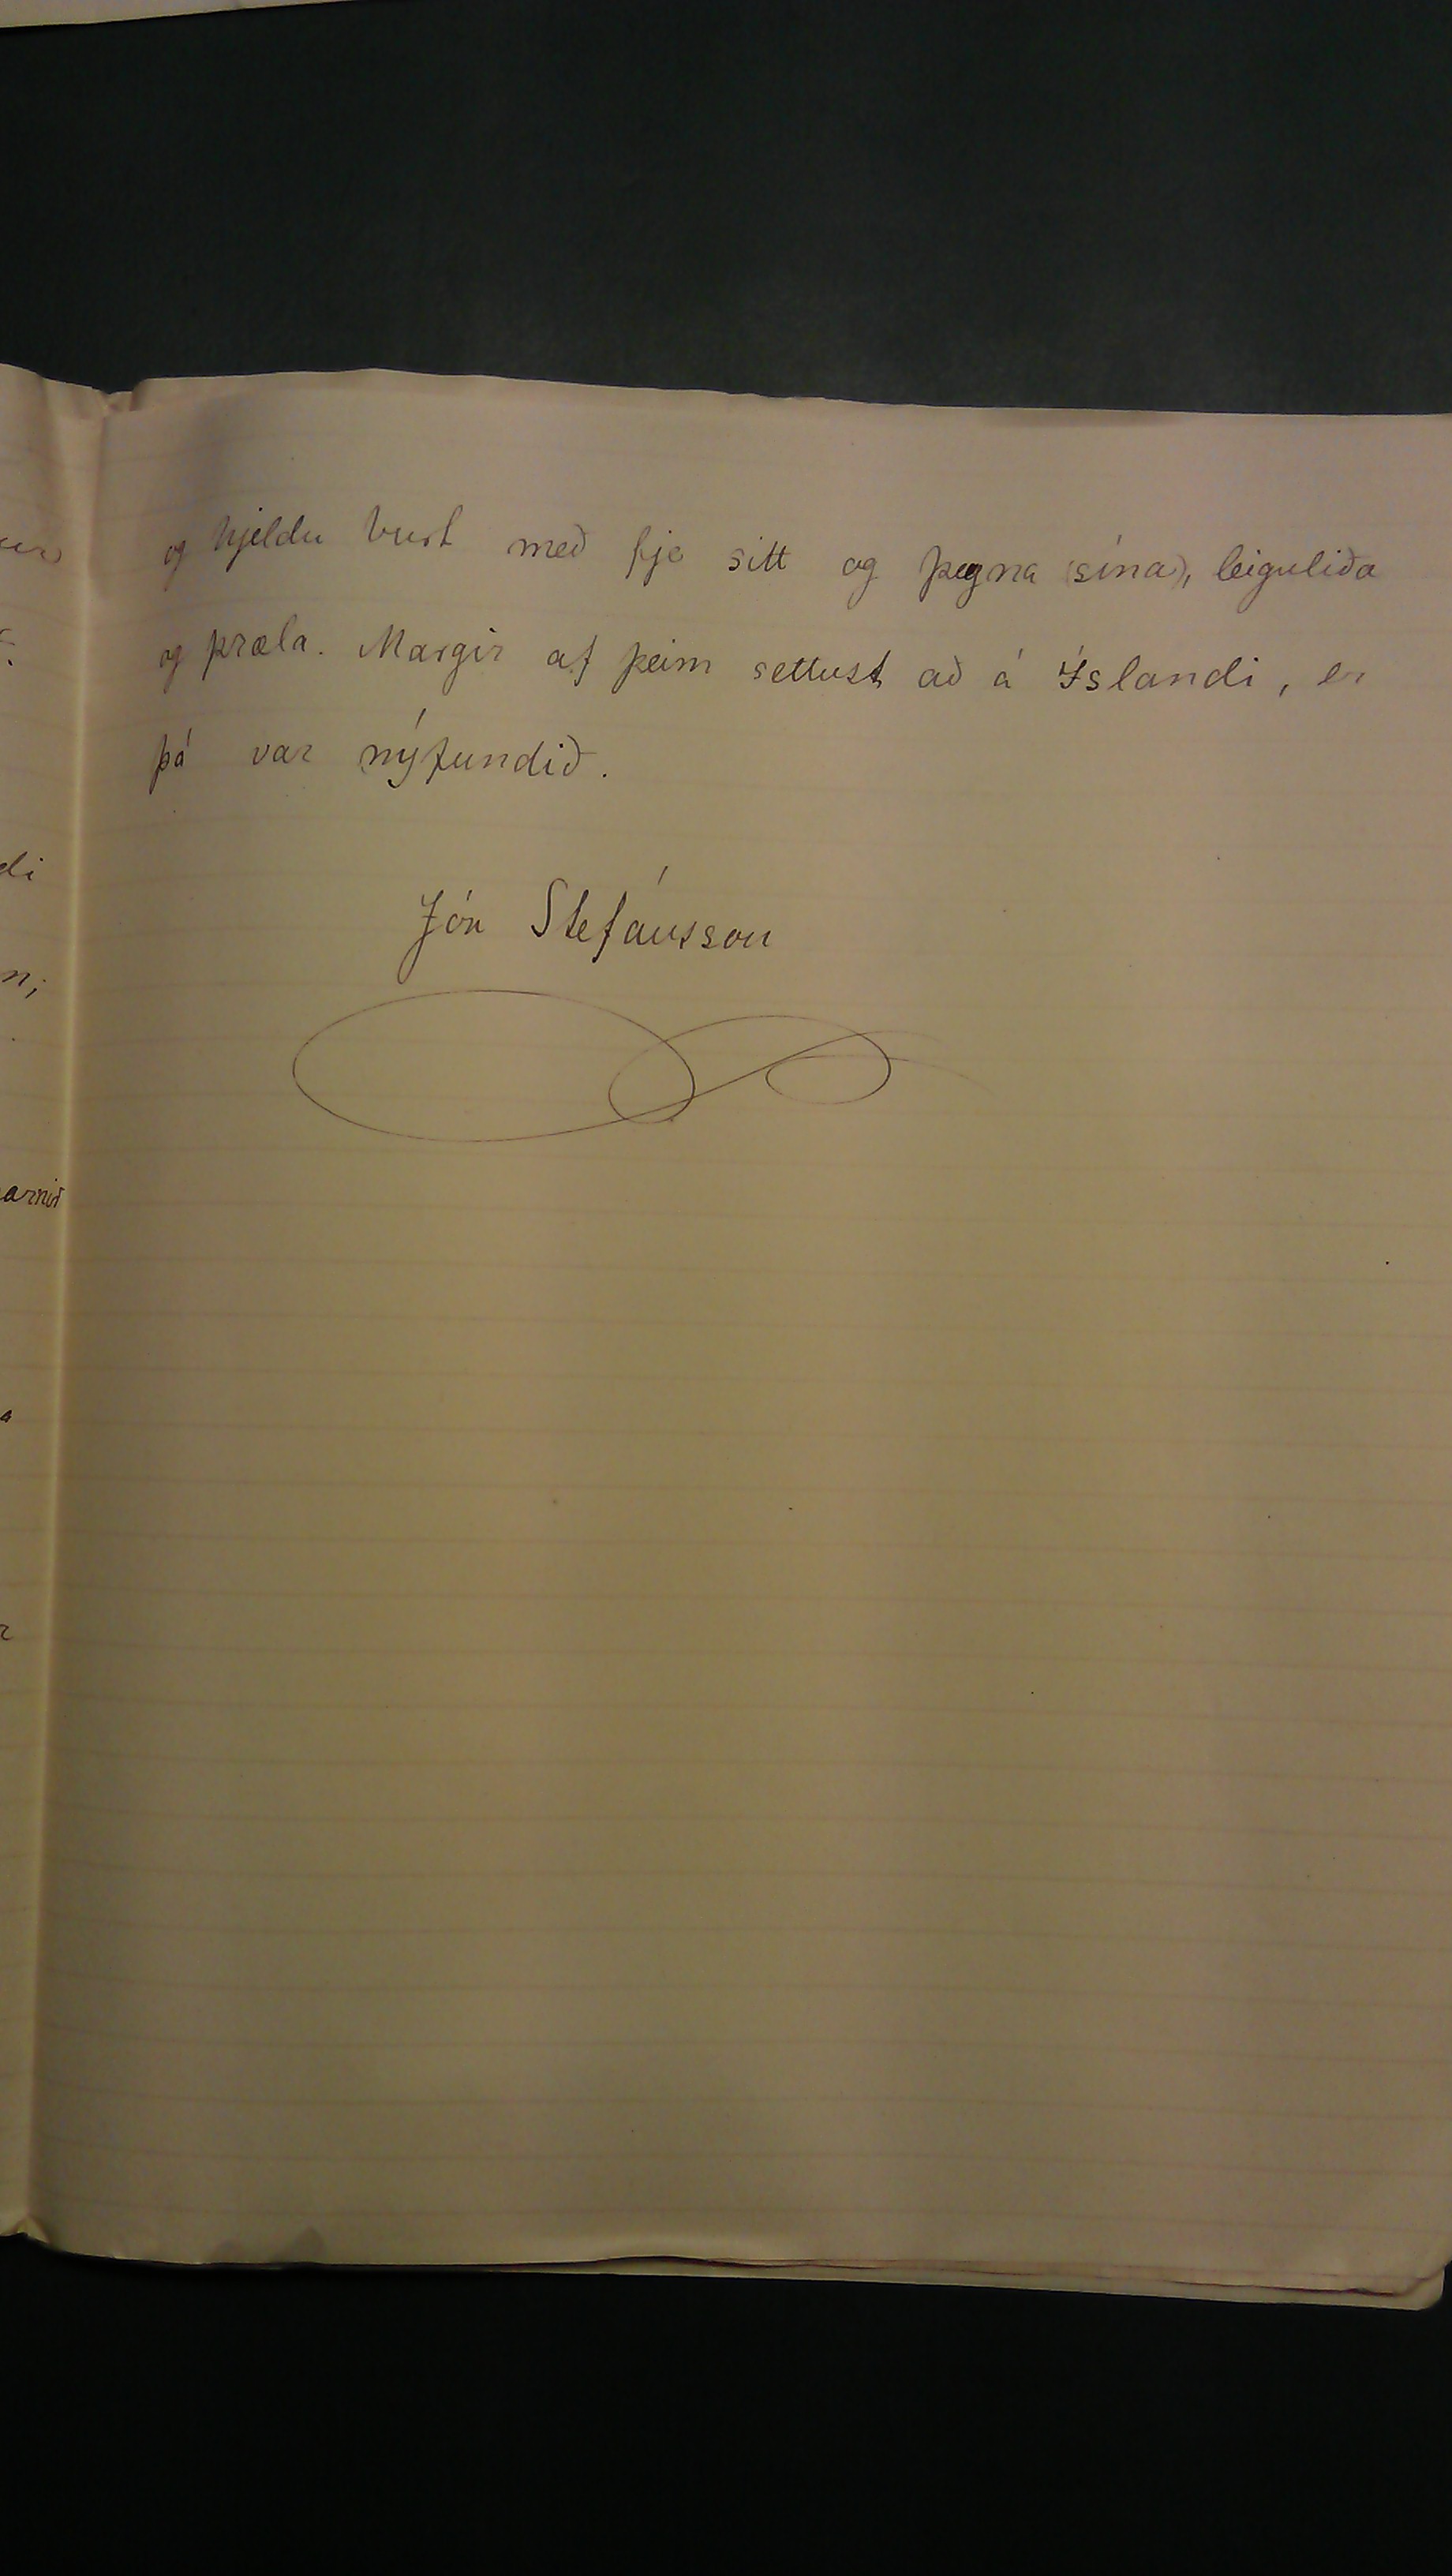 og hjeldu burt með fje sitt og þegna (sína), leiguliða
og þræla. Margir af þeim settust að á Íslandi, er
þá var nýfundið.
Jón Stefánsson
di
n;
a
r